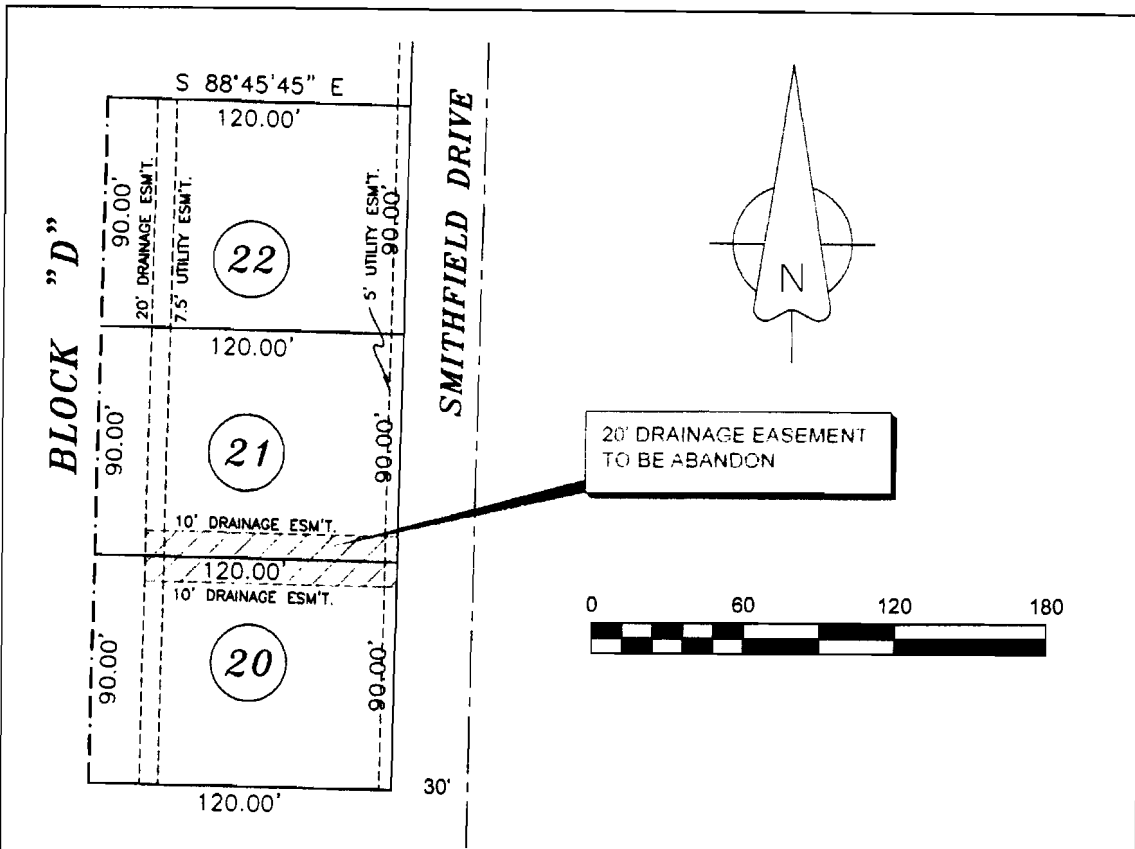 S 88°45'45" E
120.00'
90.00'
20' DRAINAGE ESM'T.
7.5' UTILITY ESM'T.
22
5' UTILITY ESM'T.
90.00'
SMITHFIELD DRIVE
BLOCK "D"
120.00'
90.00'
21
90.00'
10' DRAINAGE ESM'T.
120.00'
10' DRAINAGE ESM'T.
90.00'
20
90.00'
120.00'
30'
N
20' DRAINAGE EASEMENT
TO BE ABANDON
0 60 120 180